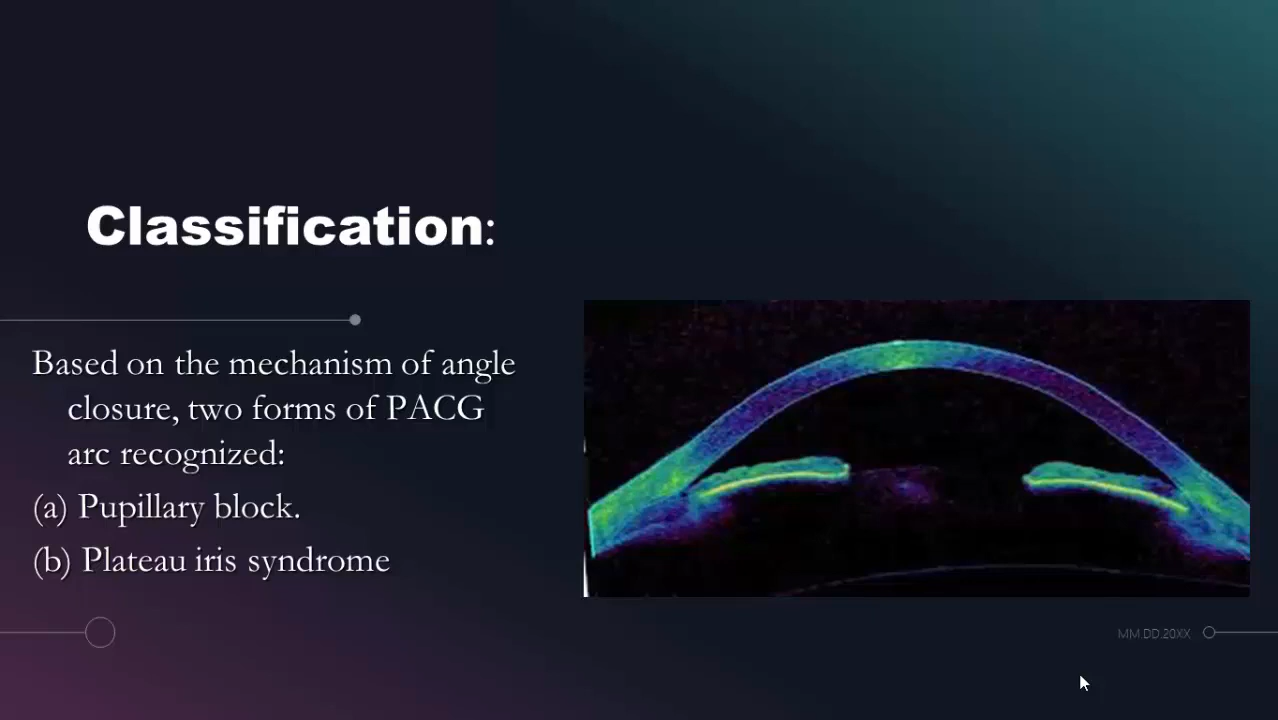 Classification:
Based on the mechanism of angle
closure, two forms of PACG
arc recognized:
(a) Pupillary block.
(b) Plateau iris syndrome
MM.DD.20XX